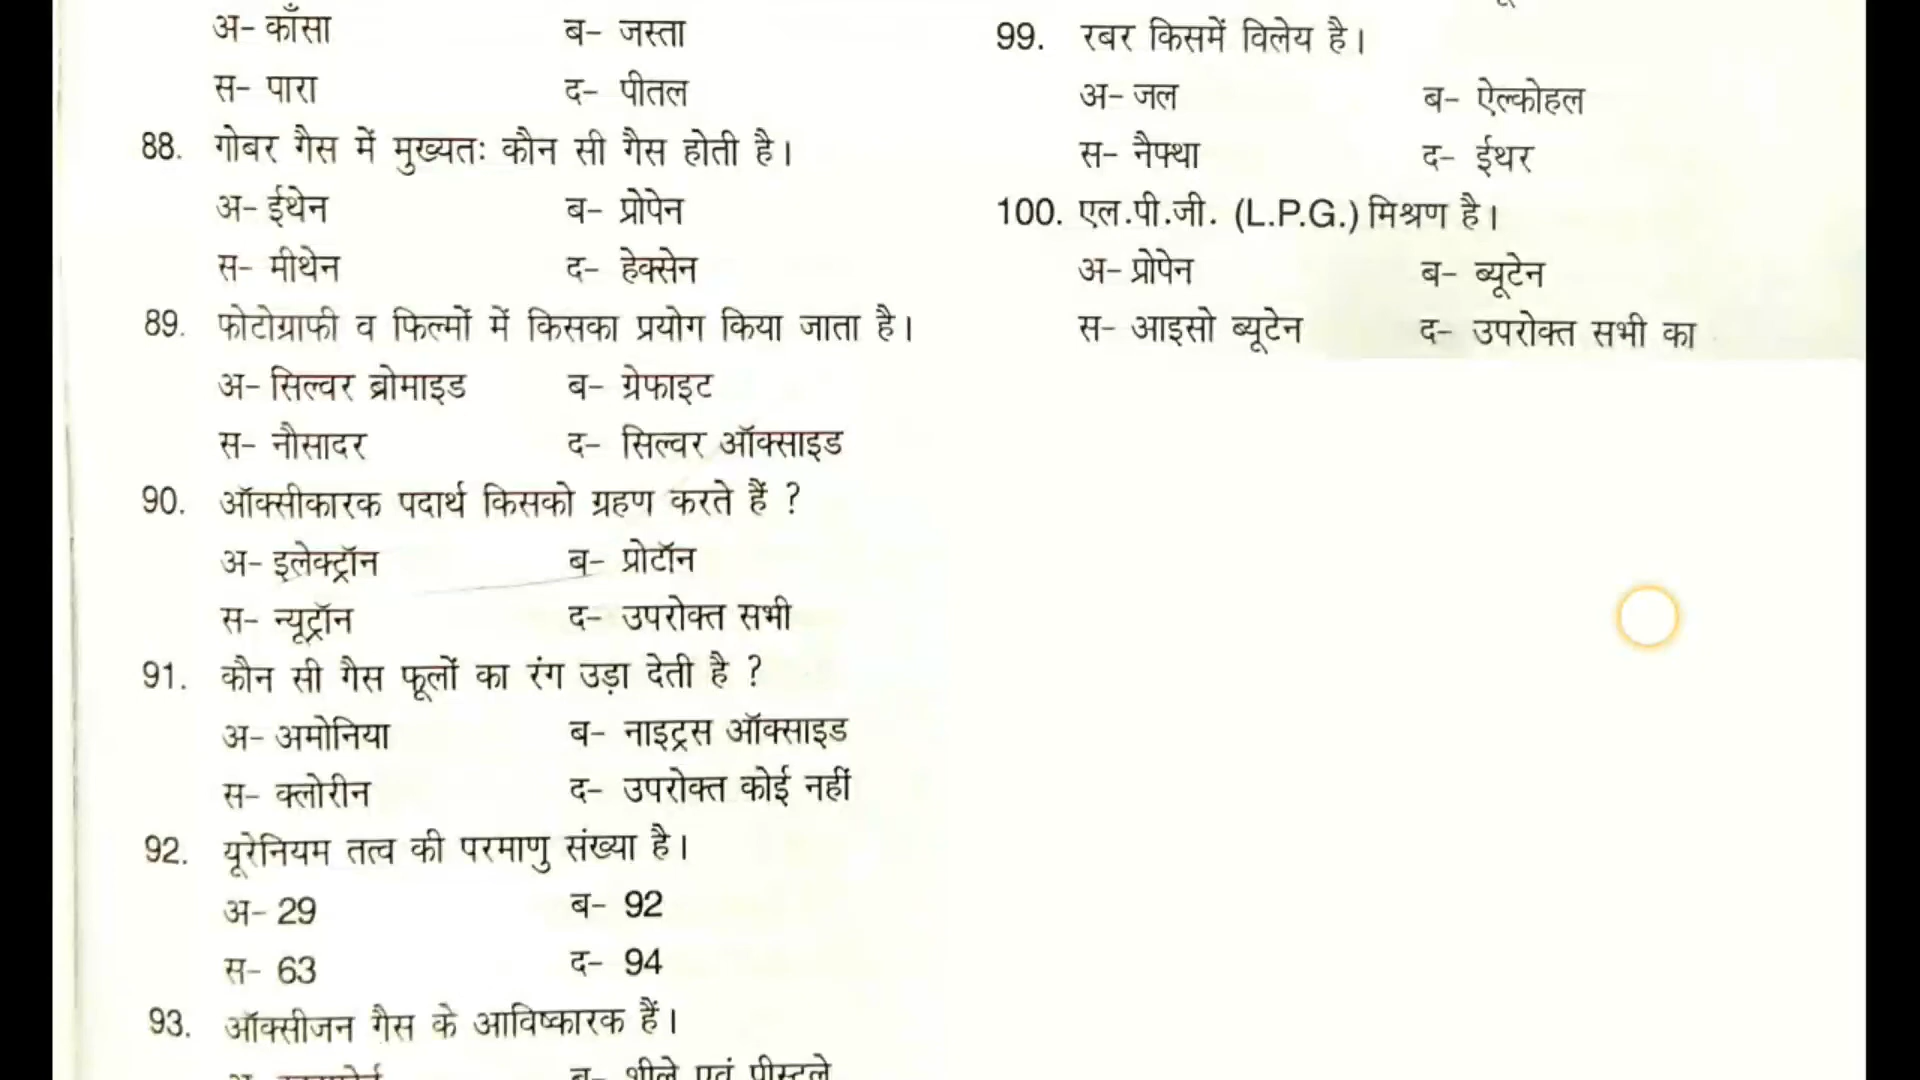 अ- काँसा ब- जस्ता
स- पारा द- पीतल
88. गोबर गैस में मुख्यतः कौन सी गैस होती है।
अ- ईथेन ब- प्रोपेन
स- मीथेन द- हेक्सेन
89. फोटोग्राफी व फिल्मों में किसका प्रयोग किया जाता है।
अ- सिल्वर ब्रोमाइड ब- ग्रेफाइट
स- नौसादर द- सिल्वर ऑक्साइड
90. ऑक्सीकारक पदार्थ किसको ग्रहण करते हैं ?
अ- इलेक्ट्रॉन ब- प्रोटॉन
स- न्यूट्रॉन द- उपरोक्त सभी
91. कौन सी गैस फूलों का रंग उड़ा देती है ?
अ- अमोनिया ब- नाइट्रस ऑक्साइड
स- क्लोरीन द- उपरोक्त कोई नहीं
92. यूरेनियम तत्व की परमाणु संख्या है।
अ- 29 ब- 92
स- 63 द- 94
93. ऑक्सीजन गैस के आविष्कारक हैं।
ब- शीले एवं प्रीस्टले
99. रबर किसमें विलेय है।
अ- जल ब- ऐल्कोहल
स- नैफ्था द- ईथर
100. एल.पी.जी. (L.P.G.) मिश्रण है।
अ- प्रोपेन ब- ब्यूटेन
स- आइसो ब्यूटेन द- उपरोक्त सभी का